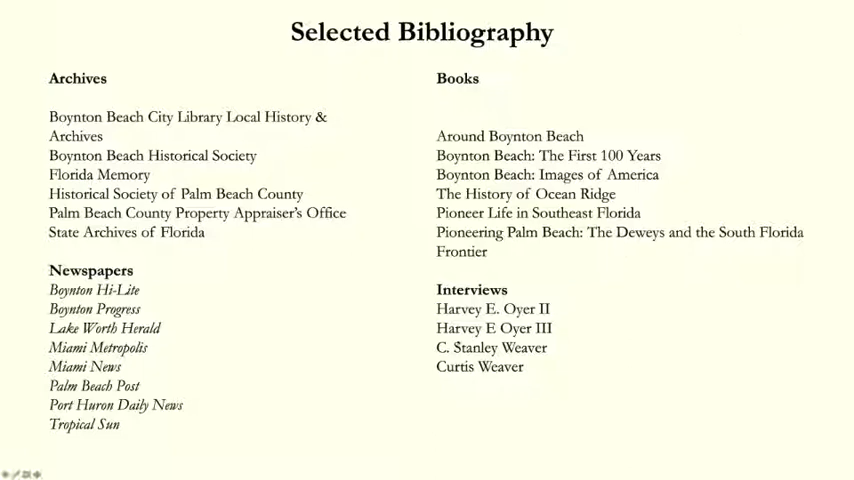 Selected Bibliography
Archives
Boynton Beach City Library Local History &
Archives
Boynton Beach Historical Society
Florida Memory
Historical Society of Palm Beach County
Palm Beach County Property Appraiser's Office
State Archives of Florida
Newspapers
Boynton Hi-Lite
Boynton Progress
Lake Worth Herald
Miami Metropolis
Miami News
Palm Beach Post
Port Huron Daily News
Tropical Sun
Books
Around Boynton Beach
Boynton Beach: The First 100 Years
Boynton Beach: Images of America
The History of Ocean Ridge
Pioneer Life in Southeast Florida
Pioneering Palm Beach: The Deweys and the South Florida
Frontier
Interviews
Harvey E. Oyer II
Harvey E Oyer III
C. Stanley Weaver
Curtis Weaver